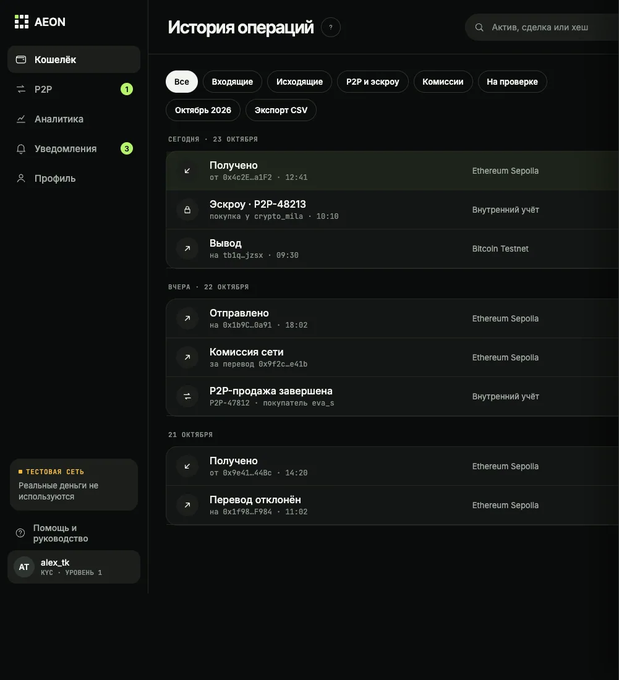 AEON
История операций
?
Актив, сделка или хеш
Кошелёк
P2P
1
Аналитика
Уведомления
3
Профиль
Все
Входящие
Исходящие
P2P и эскроу
Комиссии
На проверке
Октябрь 2026
Экспорт CSV
СЕГОДНЯ · 23 ОКТЯБРЯ
Получено
Ethereum Sepolia
от 0x4c2E…a1F2 · 12:41
Эскроу · P2P-48213
Внутренний учёт
покупка у crypto_mila · 10:10
Вывод
Bitcoin Testnet
на tb1q…jzsx · 09:30
ВЧЕРА · 22 ОКТЯБРЯ
Отправлено
Ethereum Sepolia
на 0x1b9C…0a91 · 18:02
Комиссия сети
Ethereum Sepolia
за перевод 0x9f2c…e41b
P2P-продажа завершена
Внутренний учёт
P2P-47812 · покупатель eva_s
21 ОКТЯБРЯ
Получено
Ethereum Sepolia
от 0x9e41…44Bc · 14:20
Перевод отклонён
Ethereum Sepolia
на 0x1f98…F984 · 11:02
ТЕСТОВАЯ СЕТЬ
Реальные деньги не
используются
Помощь и
руководство
AT
alex_tk
KYC · УРОВЕНЬ 1